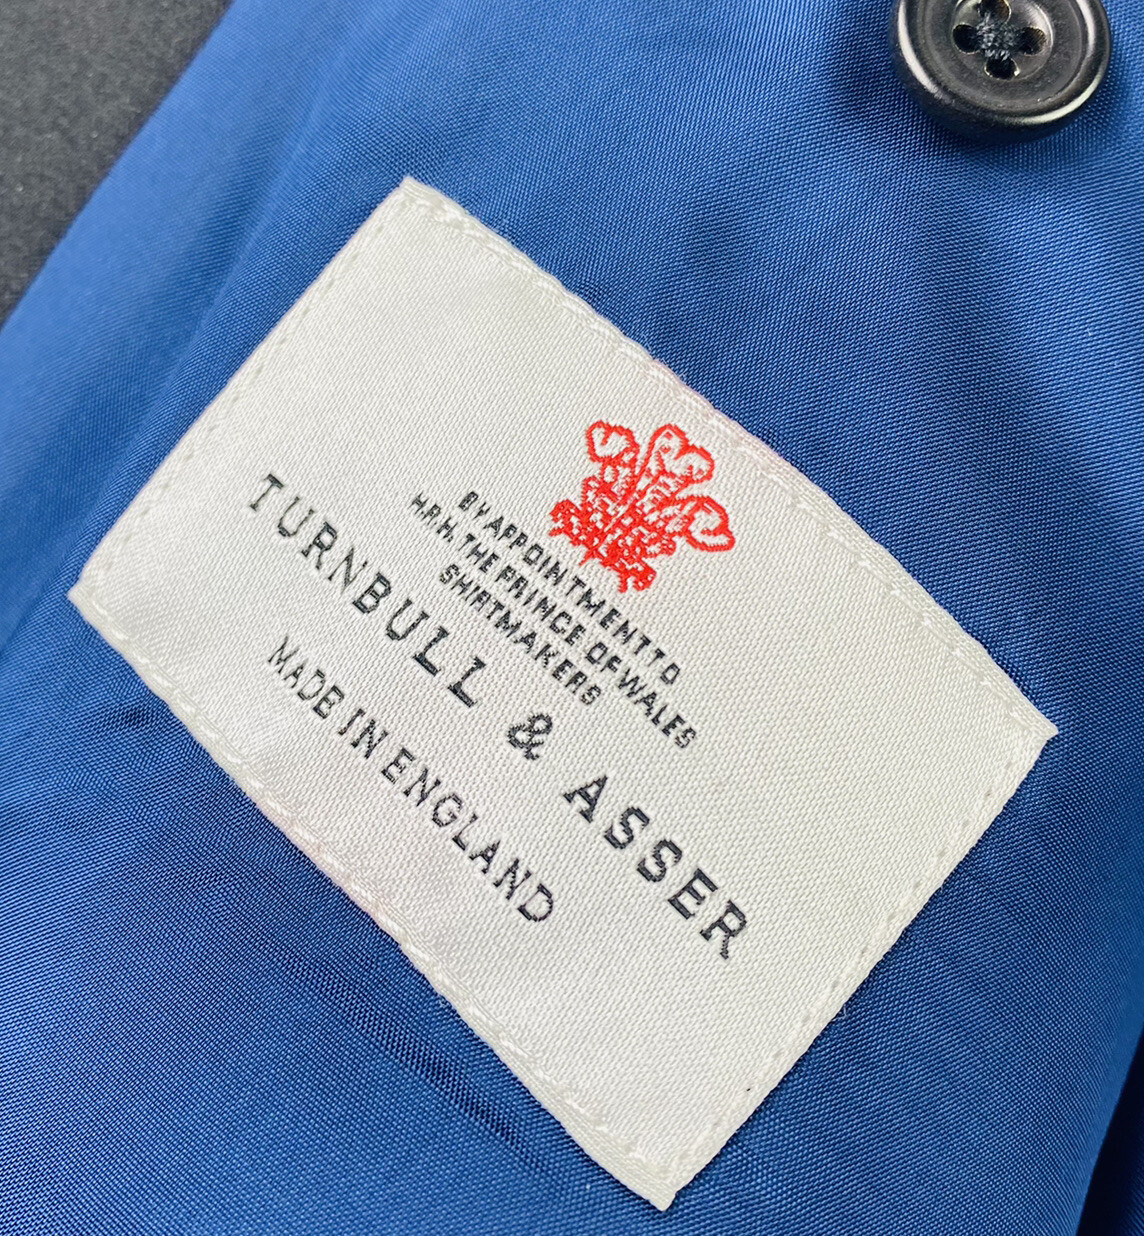 BY APPOINTMENT TO
H.R.H. THE PRINCE OF WALES
SHIRTMAKERS
TURNBULL & ASSER
MADE IN ENGLAND